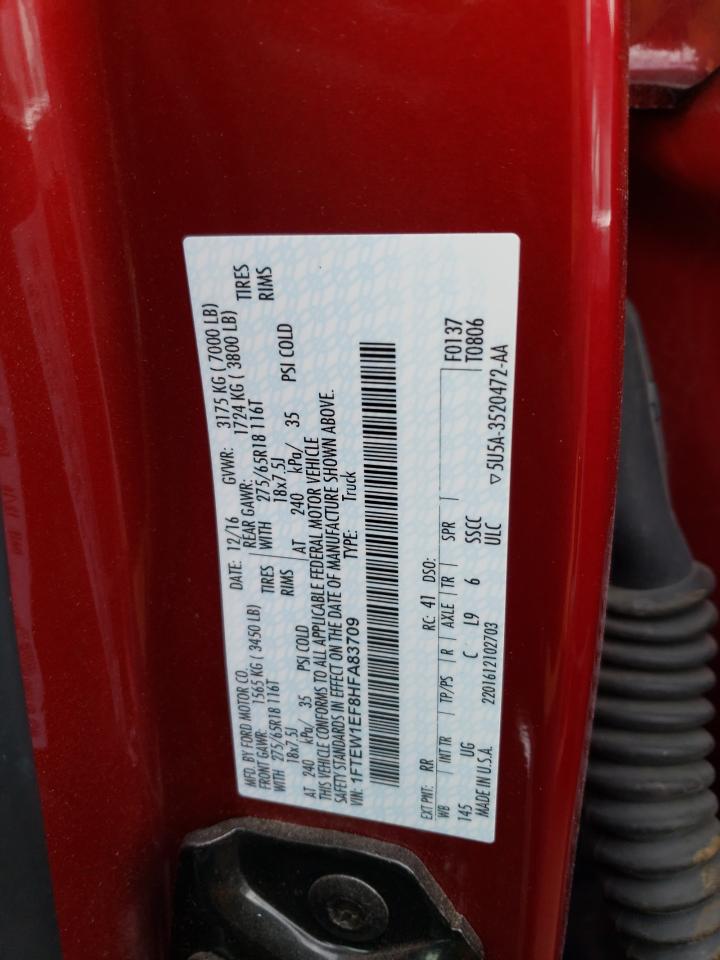 MFD. BY FORD MOTOR CO. DATE: 12/16 GVWR: 3175 KG ( 7000 LB)
FRONT GAWR: 1565 KG ( 3450 LB) REAR GAWR: 1724 KG ( 3800 LB)
WITH 275/65R18 116T TIRES WITH 275/65R18 116T TIRES
18x7.5J RIMS 18x7.5J RIMS
AT 240 kPa/ 35 PSI COLD AT 240 kPa/ 35 PSI COLD
THIS VEHICLE CONFORMS TO ALL APPLICABLE FEDERAL MOTOR VEHICLE
SAFETY STANDARDS IN EFFECT ON THE DATE OF MANUFACTURE SHOWN ABOVE.
VIN: 1FTEW1EF8HFA83709 TYPE: Truck
EXT PNT: RR RC: 41 DSO: F0137
WB INT TR TP/PS R AXLE TR SPR T0806
145 UG C L9 6 SSCC
MADE IN U.S.A. 2201612102703 ULC ▽5U5A-3520472-AA